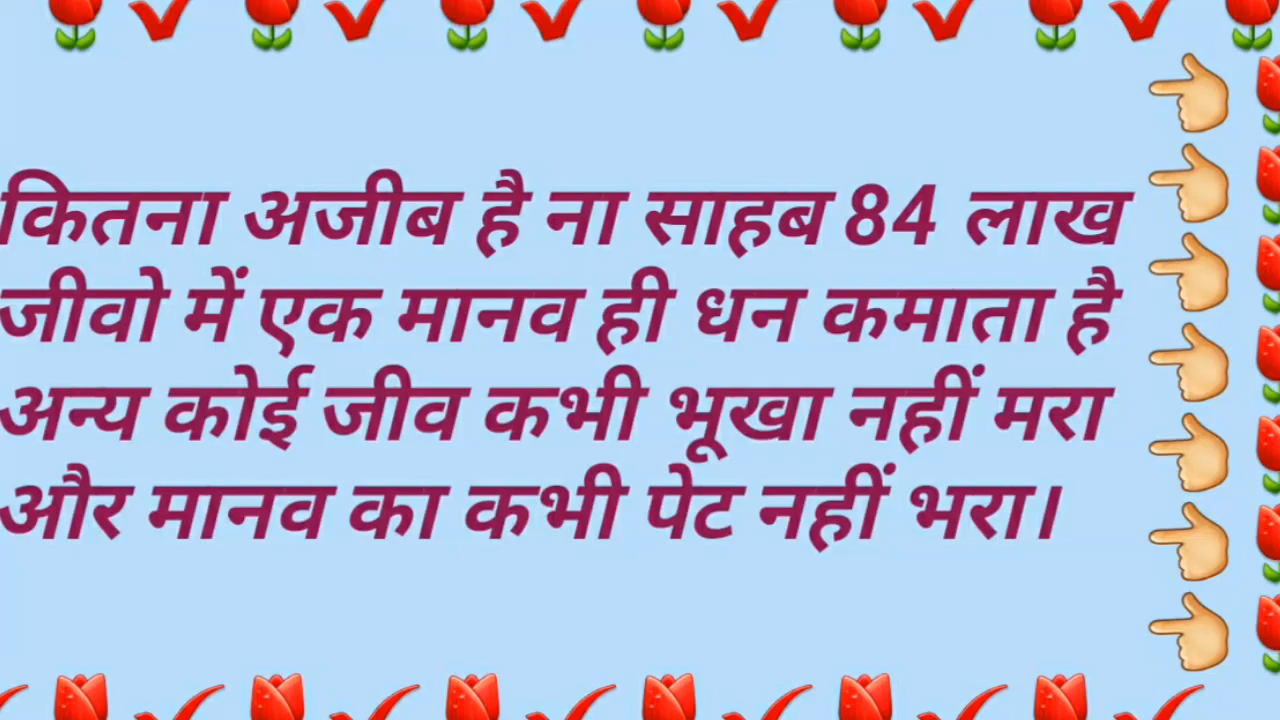 कितना अजीब है ना साहब 84 लाख
जीवो में एक मानव ही धन कमाता है
अन्य कोई जीव कभी भूखा नहीं मरा
और मानव का कभी पेट नहीं भरा।